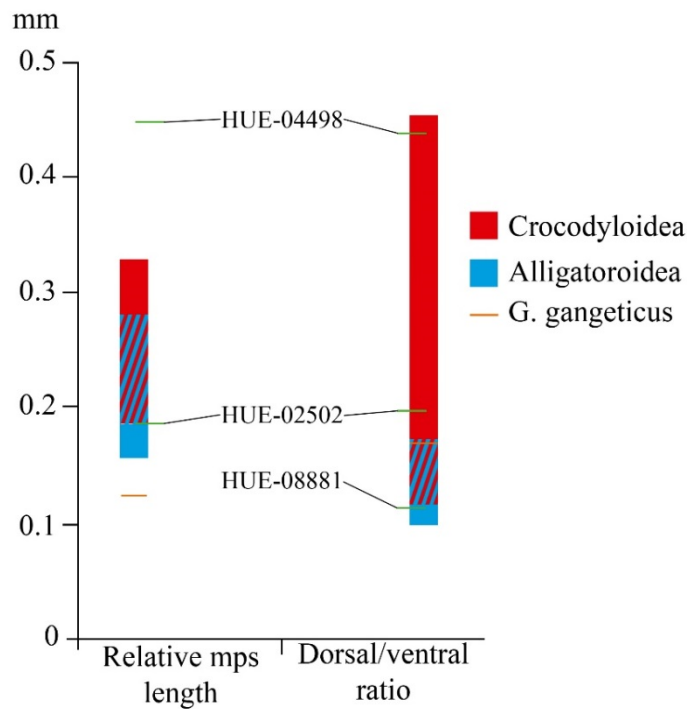 mm
0.5
0.4
0.3
0.2
0.1
0
HUE-04498
HUE-02502
HUE-08881
Crocodyloidea
Alligatoroidea
G. gangeticus
Relative mps
length
Dorsal/ventral
ratio